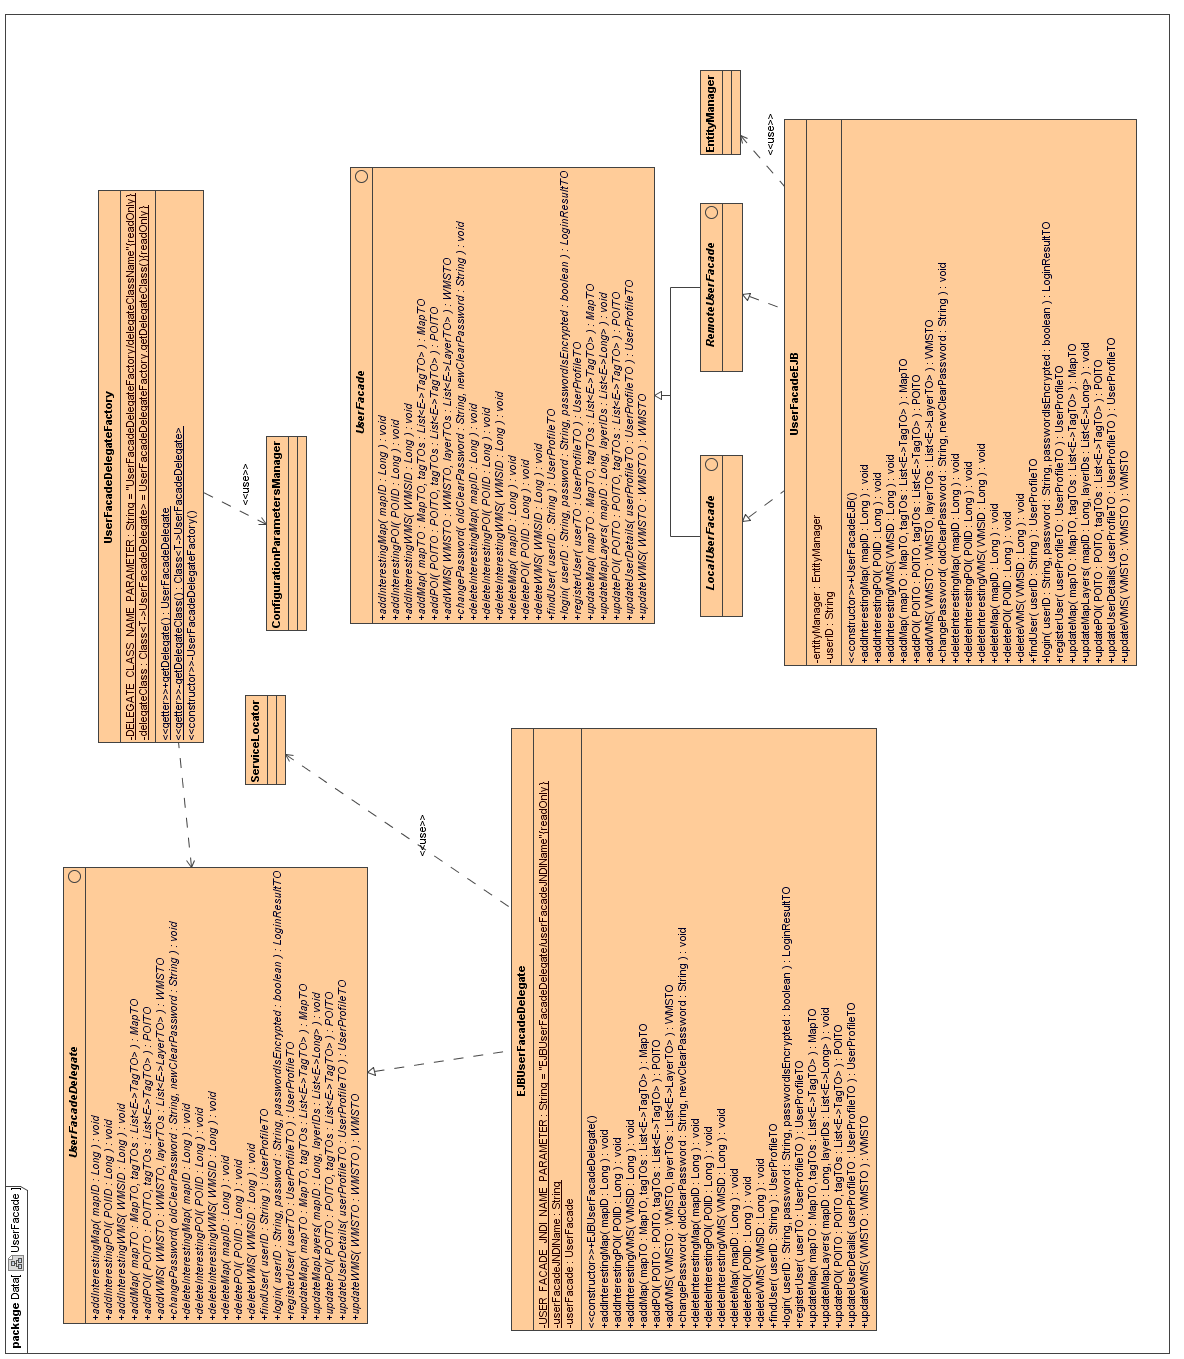 package Data[ UserFacade ]
UserFacadeDelegate
+addInterestingMap( mapID : Long ) : void
+addInterestingPOI( POIID : Long ) : void
+addInterestingWMS( WMSID : Long ) : void
+addMap( mapTO : MapTO, tagTOs : List<E->TagTO> ) : MapTO
+addPOI( POITO : POITO, tagTOs : List<E->TagTO> ) : POITO
+addWMS( WMSTO : WMSTO, layerTOs : List<E->LayerTO> ) : WMSTO
+changePassword( oldClearPassword : String, newClearPassword : String ) : void
+deleteInterestingMap( mapID : Long ) : void
+deleteInterestingPOI( POIID : Long ) : void
+deleteInterestingWMS( WMSID : Long ) : void
+deleteMap( mapID : Long ) : void
+deletePOI( POIID : Long ) : void
+deleteWMS( WMSID : Long ) : void
+findUser( userID : String ) : UserProfileTO
+login( userID : String, password : String, passwordIsEncrypted : boolean ) : LoginResultTO
+registerUser( userTO : UserProfileTO ) : UserProfileTO
+updateMap( mapTO : MapTO, tagTOs : List<E->TagTO> ) : MapTO
+updateMapLayers( mapID : Long, layerIDs : List<E->Long> ) : void
+updatePOI( POITO : POITO, tagTOs : List<E->TagTO> ) : POITO
+updateUserDetails( userProfileTO : UserProfileTO ) : UserProfileTO
+updateWMS( WMSTO : WMSTO ) : WMSTO
UserFacadeDelegateFactory
-DELEGATE_CLASS_NAME_PARAMETER : String = "UserFacadeDelegateFactory/delegateClassName"{readOnly}
-delegateClass : Class<T->UserFacadeDelegate> = UserFacadeDelegateFactory.getDelegateClass(){readOnly}
<<getter>>+getDelegate() : UserFacadeDelegate
<<getter>>-getDelegateClass() : Class<T->UserFacadeDelegate>
<<constructor>>-UserFacadeDelegateFactory()
<<use>>
ServiceLocator
ConfigurationParametersManager
<<use>>
UserFacade
+addInterestingMap( mapID : Long ) : void
+addInterestingPOI( POIID : Long ) : void
+addInterestingWMS( WMSID : Long ) : void
+addMap( mapTO : MapTO, tagTOs : List<E->TagTO> ) : MapTO
+addPOI( POITO : POITO, tagTOs : List<E->TagTO> ) : POITO
+addWMS( WMSTO : WMSTO, layerTOs : List<E->LayerTO> ) : WMSTO
+changePassword( oldClearPassword : String, newClearPassword : String ) : void
+deleteInterestingMap( mapID : Long ) : void
+deleteInterestingPOI( POIID : Long ) : void
+deleteInterestingWMS( WMSID : Long ) : void
+deleteMap( mapID : Long ) : void
+deletePOI( POIID : Long ) : void
+deleteWMS( WMSID : Long ) : void
+findUser( userID : String ) : UserProfileTO
+login( userID : String, password : String, passwordIsEncrypted : boolean ) : LoginResultTO
+registerUser( userTO : UserProfileTO ) : UserProfileTO
+updateMap( mapTO : MapTO, tagTOs : List<E->TagTO> ) : MapTO
+updateMapLayers( mapID : Long, layerIDs : List<E->Long> ) : void
+updatePOI( POITO : POITO, tagTOs : List<E->TagTO> ) : POITO
+updateUserDetails( userProfileTO : UserProfileTO ) : UserProfileTO
+updateWMS( WMSTO : WMSTO ) : WMSTO
EJBUserFacadeDelegate
-USER_FACADE_JNDI_NAME_PARAMETER : String = "EJBUserFacadeDelegate/userFacadeJNDIName"{readOnly}
-userFacadeJNDIName : String
-userFacade : UserFacade
<<constructor>>+EJBUserFacadeDelegate()
+addInterestingMap( mapID : Long ) : void
+addInterestingPOI( POIID : Long ) : void
+addInterestingWMS( WMSID : Long ) : void
+addMap( mapTO : MapTO, tagTOs : List<E->TagTO> ) : MapTO
+addPOI( POITO : POITO, tagTOs : List<E->TagTO> ) : POITO
+addWMS( WMSTO : WMSTO, layerTOs : List<E->LayerTO> ) : WMSTO
+changePassword( oldClearPassword : String, newClearPassword : String ) : void
+deleteInterestingMap( mapID : Long ) : void
+deleteInterestingPOI( POIID : Long ) : void
+deleteInterestingWMS( WMSID : Long ) : void
+deleteMap( mapID : Long ) : void
+deletePOI( POIID : Long ) : void
+deleteWMS( WMSID : Long ) : void
+findUser( userID : String ) : UserProfileTO
+login( userID : String, password : String, passwordIsEncrypted : boolean ) : LoginResultTO
+registerUser( userTO : UserProfileTO ) : UserProfileTO
+updateMap( mapTO : MapTO, tagTOs : List<E->TagTO> ) : MapTO
+updateMapLayers( mapID : Long, layerIDs : List<E->Long> ) : void
+updatePOI( POITO : POITO, tagTOs : List<E->TagTO> ) : POITO
+updateUserDetails( userProfileTO : UserProfileTO ) : UserProfileTO
+updateWMS( WMSTO : WMSTO ) : WMSTO
LocalUserFacade
RemoteUserFacade
EntityManager
<<use>>
UserFacadeEJB
-entityManager : EntityManager
-userID : String
<<constructor>>+UserFacadeEJB()
+addInterestingMap( mapID : Long ) : void
+addInterestingPOI( POIID : Long ) : void
+addInterestingWMS( WMSID : Long ) : void
+addMap( mapTO : MapTO, tagTOs : List<E->TagTO> ) : MapTO
+addPOI( POITO : POITO, tagTOs : List<E->TagTO> ) : POITO
+addWMS( WMSTO : WMSTO, layerTOs : List<E->LayerTO> ) : WMSTO
+changePassword( oldClearPassword : String, newClearPassword : String ) : void
+deleteInterestingMap( mapID : Long ) : void
+deleteInterestingPOI( POIID : Long ) : void
+deleteInterestingWMS( WMSID : Long ) : void
+deleteMap( mapID : Long ) : void
+deletePOI( POIID : Long ) : void
+deleteWMS( WMSID : Long ) : void
+findUser( userID : String ) : UserProfileTO
+login( userID : String, password : String, passwordIsEncrypted : boolean ) : LoginResultTO
+registerUser( userProfileTO : UserProfileTO ) : UserProfileTO
+updateMap( mapTO : MapTO, tagTOs : List<E->TagTO> ) : MapTO
+updateMapLayers( mapID : Long, layerIDs : List<E->Long> ) : void
+updatePOI( POITO : POITO, tagTOs : List<E->TagTO> ) : POITO
+updateUserDetails( userProfileTO : UserProfileTO ) : UserProfileTO
+updateWMS( WMSTO : WMSTO ) : WMSTO